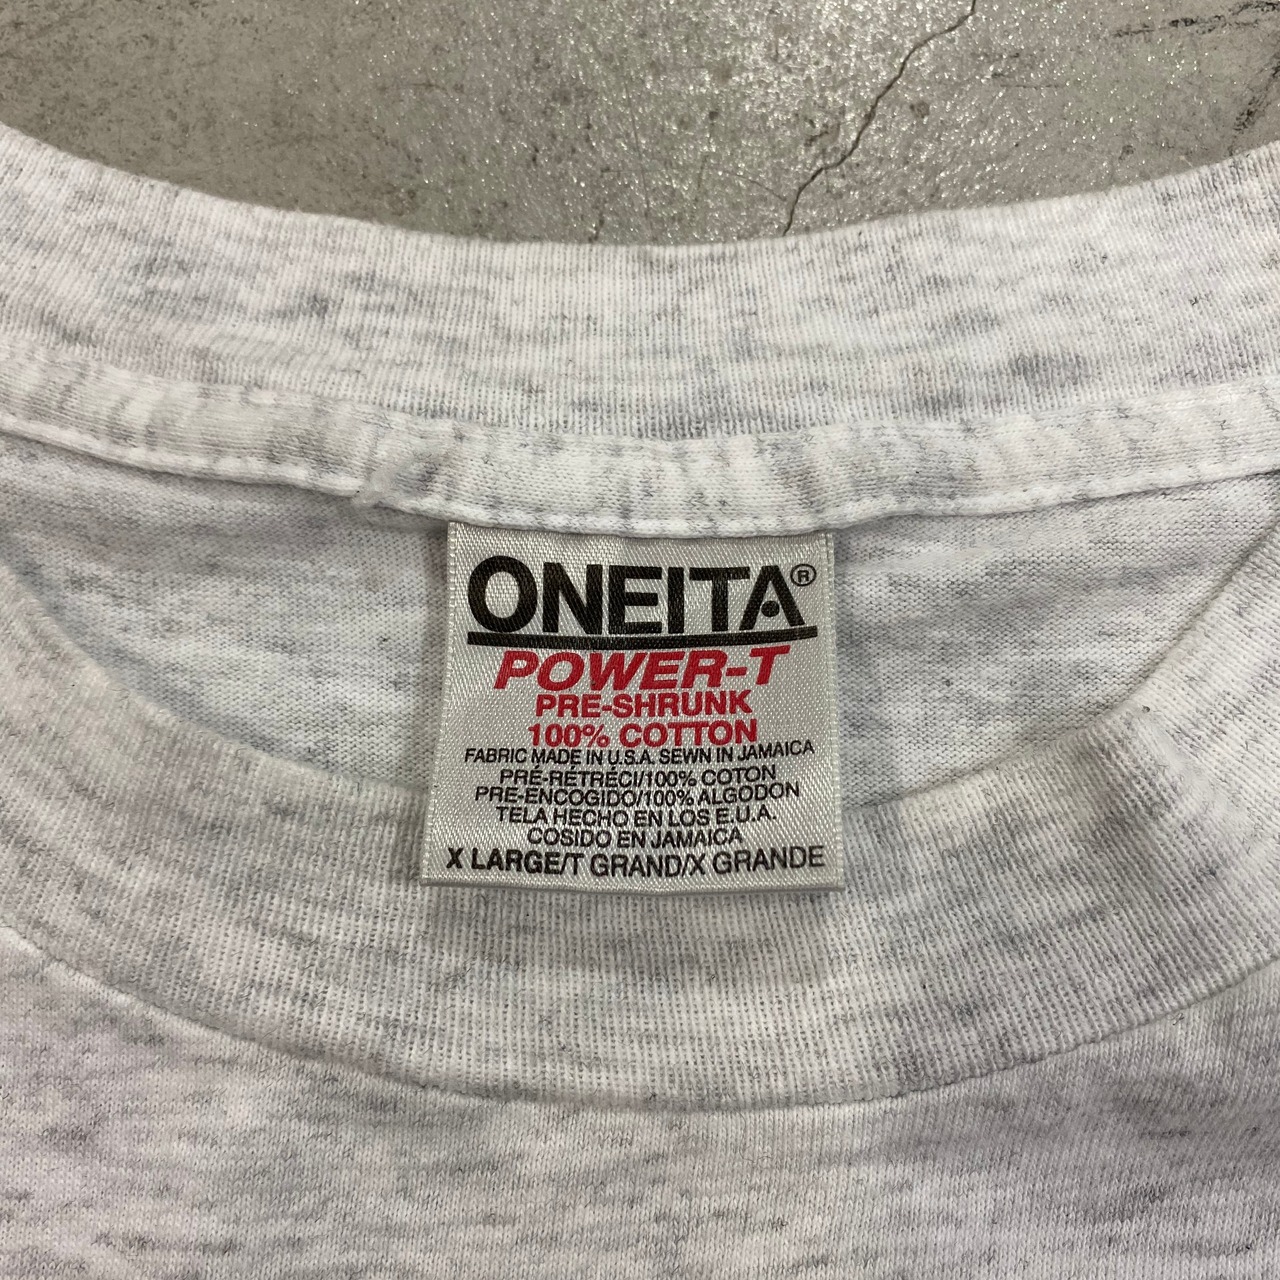 ONEITA®
POWER-T
PRE-SHRUNK
100% COTTON
FABRIC MADE IN U.S.A. SEWN IN JAMAICA
PRÉ-RÉTRÉCI/100% COTON
PRE-ENCOGIDO/100% ALGODON
TELA HECHO EN LOS E.U.A.
COSIDO EN JAMAICA
X LARGE/T GRAND/X GRANDE